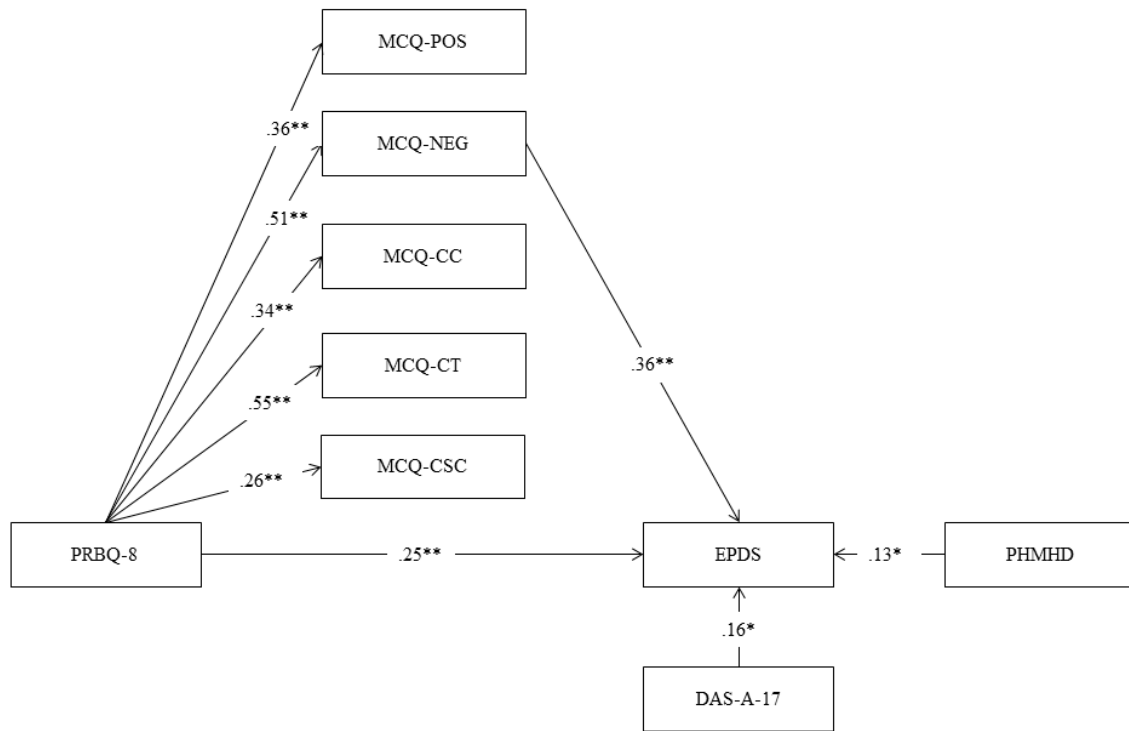 MCQ-POS
.36**
MCQ-NEG
.51**
MCQ-CC
.34**
.36**
MCQ-CT
.55**
MCQ-CSC
.26**
PRBQ-8
.25**
EPDS
.13*
PHMHD
.16*
DAS-A-17